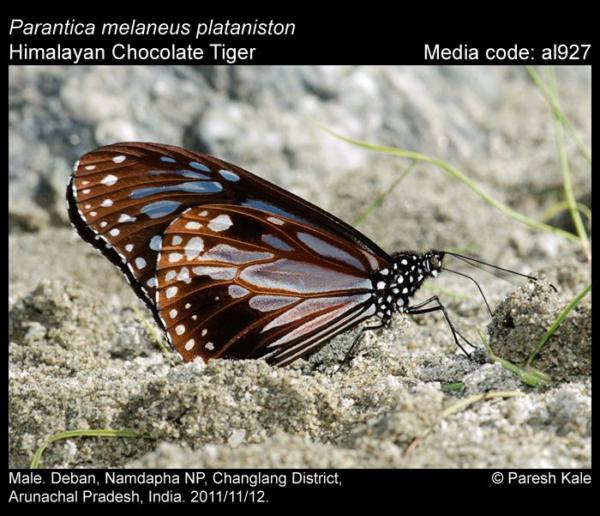 Parantica melaneus plataniston
Himalayan Chocolate Tiger
Media code: al927
Male. Deban, Namdapha NP, Changlang District,
Arunachal Pradesh, India. 2011/11/12.
© Paresh Kale